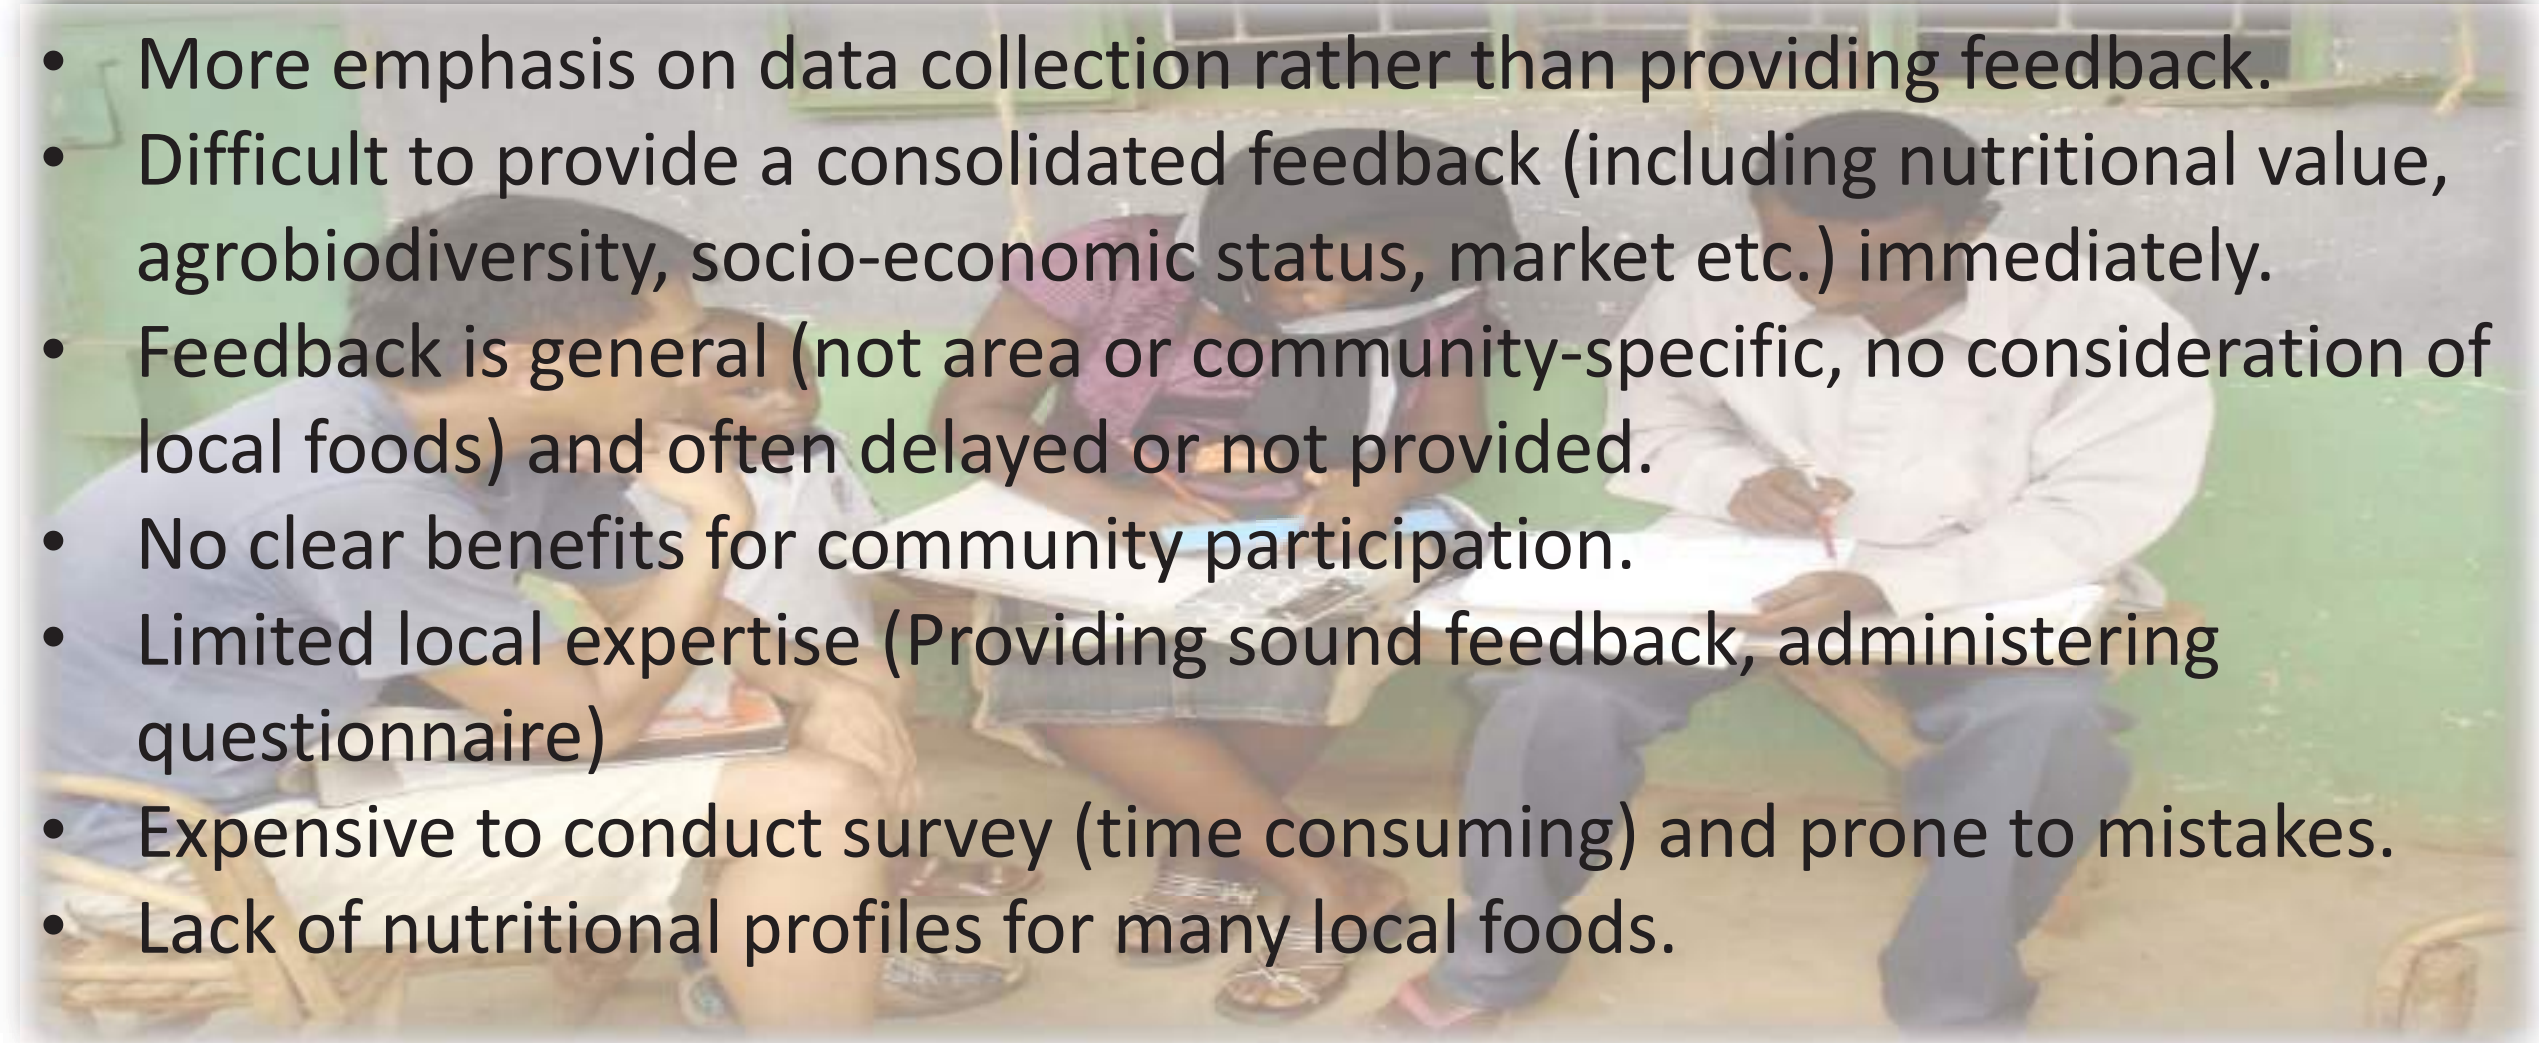 • More emphasis on data collection rather than providing feedback.
• Difficult to provide a consolidated feedback (including nutritional value,
agrobiodiversity, socio-economic status, market etc.) immediately.
• Feedback is general (not area or community-specific, no consideration of
local foods) and often delayed or not provided.
• No clear benefits for community participation.
• Limited local expertise (Providing sound feedback, administering
questionnaire)
• Expensive to conduct survey (time consuming) and prone to mistakes.
• Lack of nutritional profiles for many local foods.